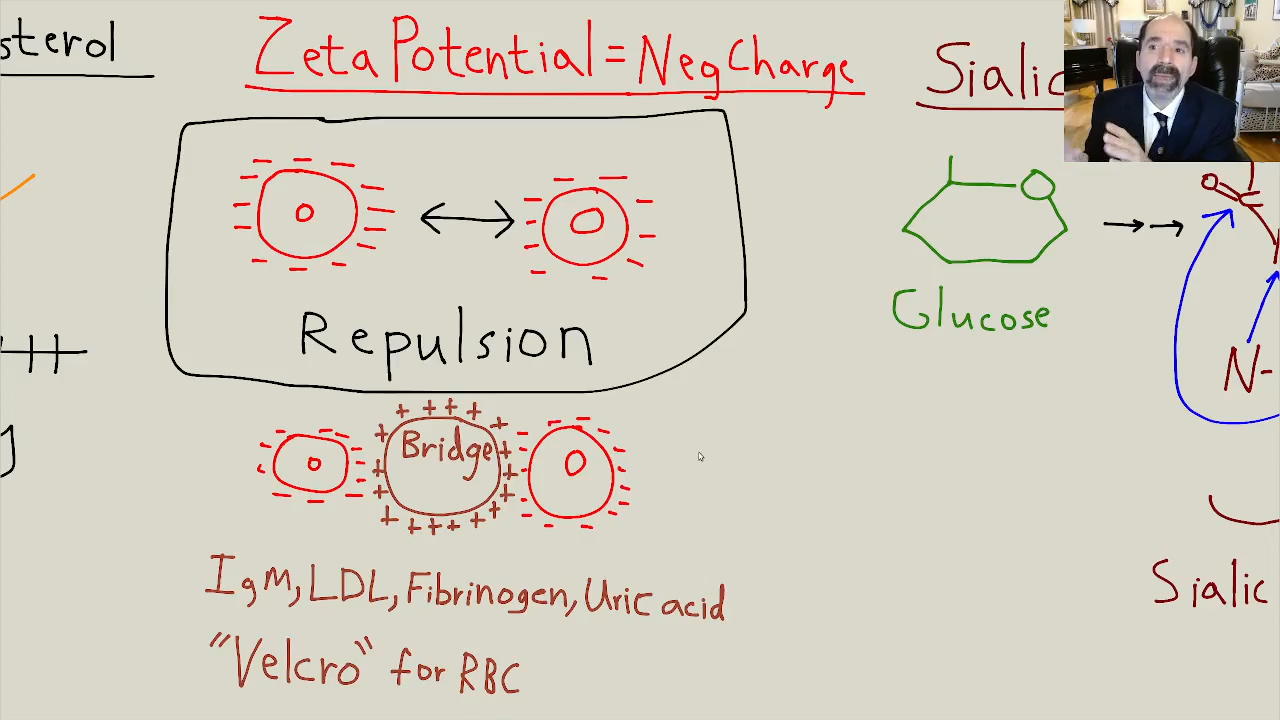 sterol
Zeta Potential = Neg Charge
Sialic
Repulsion
Glucose
N-
Bridge
IgM, LDL, Fibrinogen, Uric acid
"Velcro" for RBC
Sialic